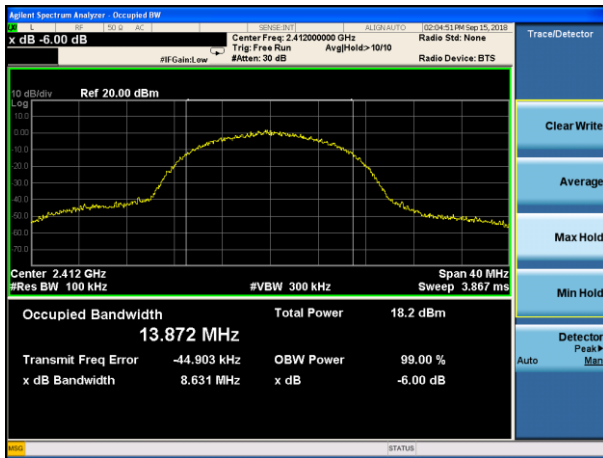 Agilent Spectrum Analyzer - Occupied BW
L RF 50 Ω AC SENSE:INT ALIGNAUTO 02:04:51 PM Sep 15, 2018
x dB -6.00 dB
Center Freq: 2.412000000 GHz Radio Std: None
Trig: Free Run Avg|Hold:> 10/10
#IFGain:Low #Atten: 30 dB Radio Device: BTS
Trace/Detector
10 dB/div Ref 20.00 dBm
Log
10.0
0.00
-10.0
-20.0
-30.0
-40.0
-50.0
-60.0
-70.0
Center 2.412 GHz Span 40 MHz
#Res BW 100 kHz #VBW 300 kHz Sweep 3.867 ms
Occupied Bandwidth Total Power 18.2 dBm
13.872 MHz
Transmit Freq Error -44.903 kHz OBW Power 99.00 %
x dB Bandwidth 8.631 MHz x dB -6.00 dB
Clear Write
Average
Max Hold
Min Hold
Detector
Peak▶
Auto Man
MSG STATUS